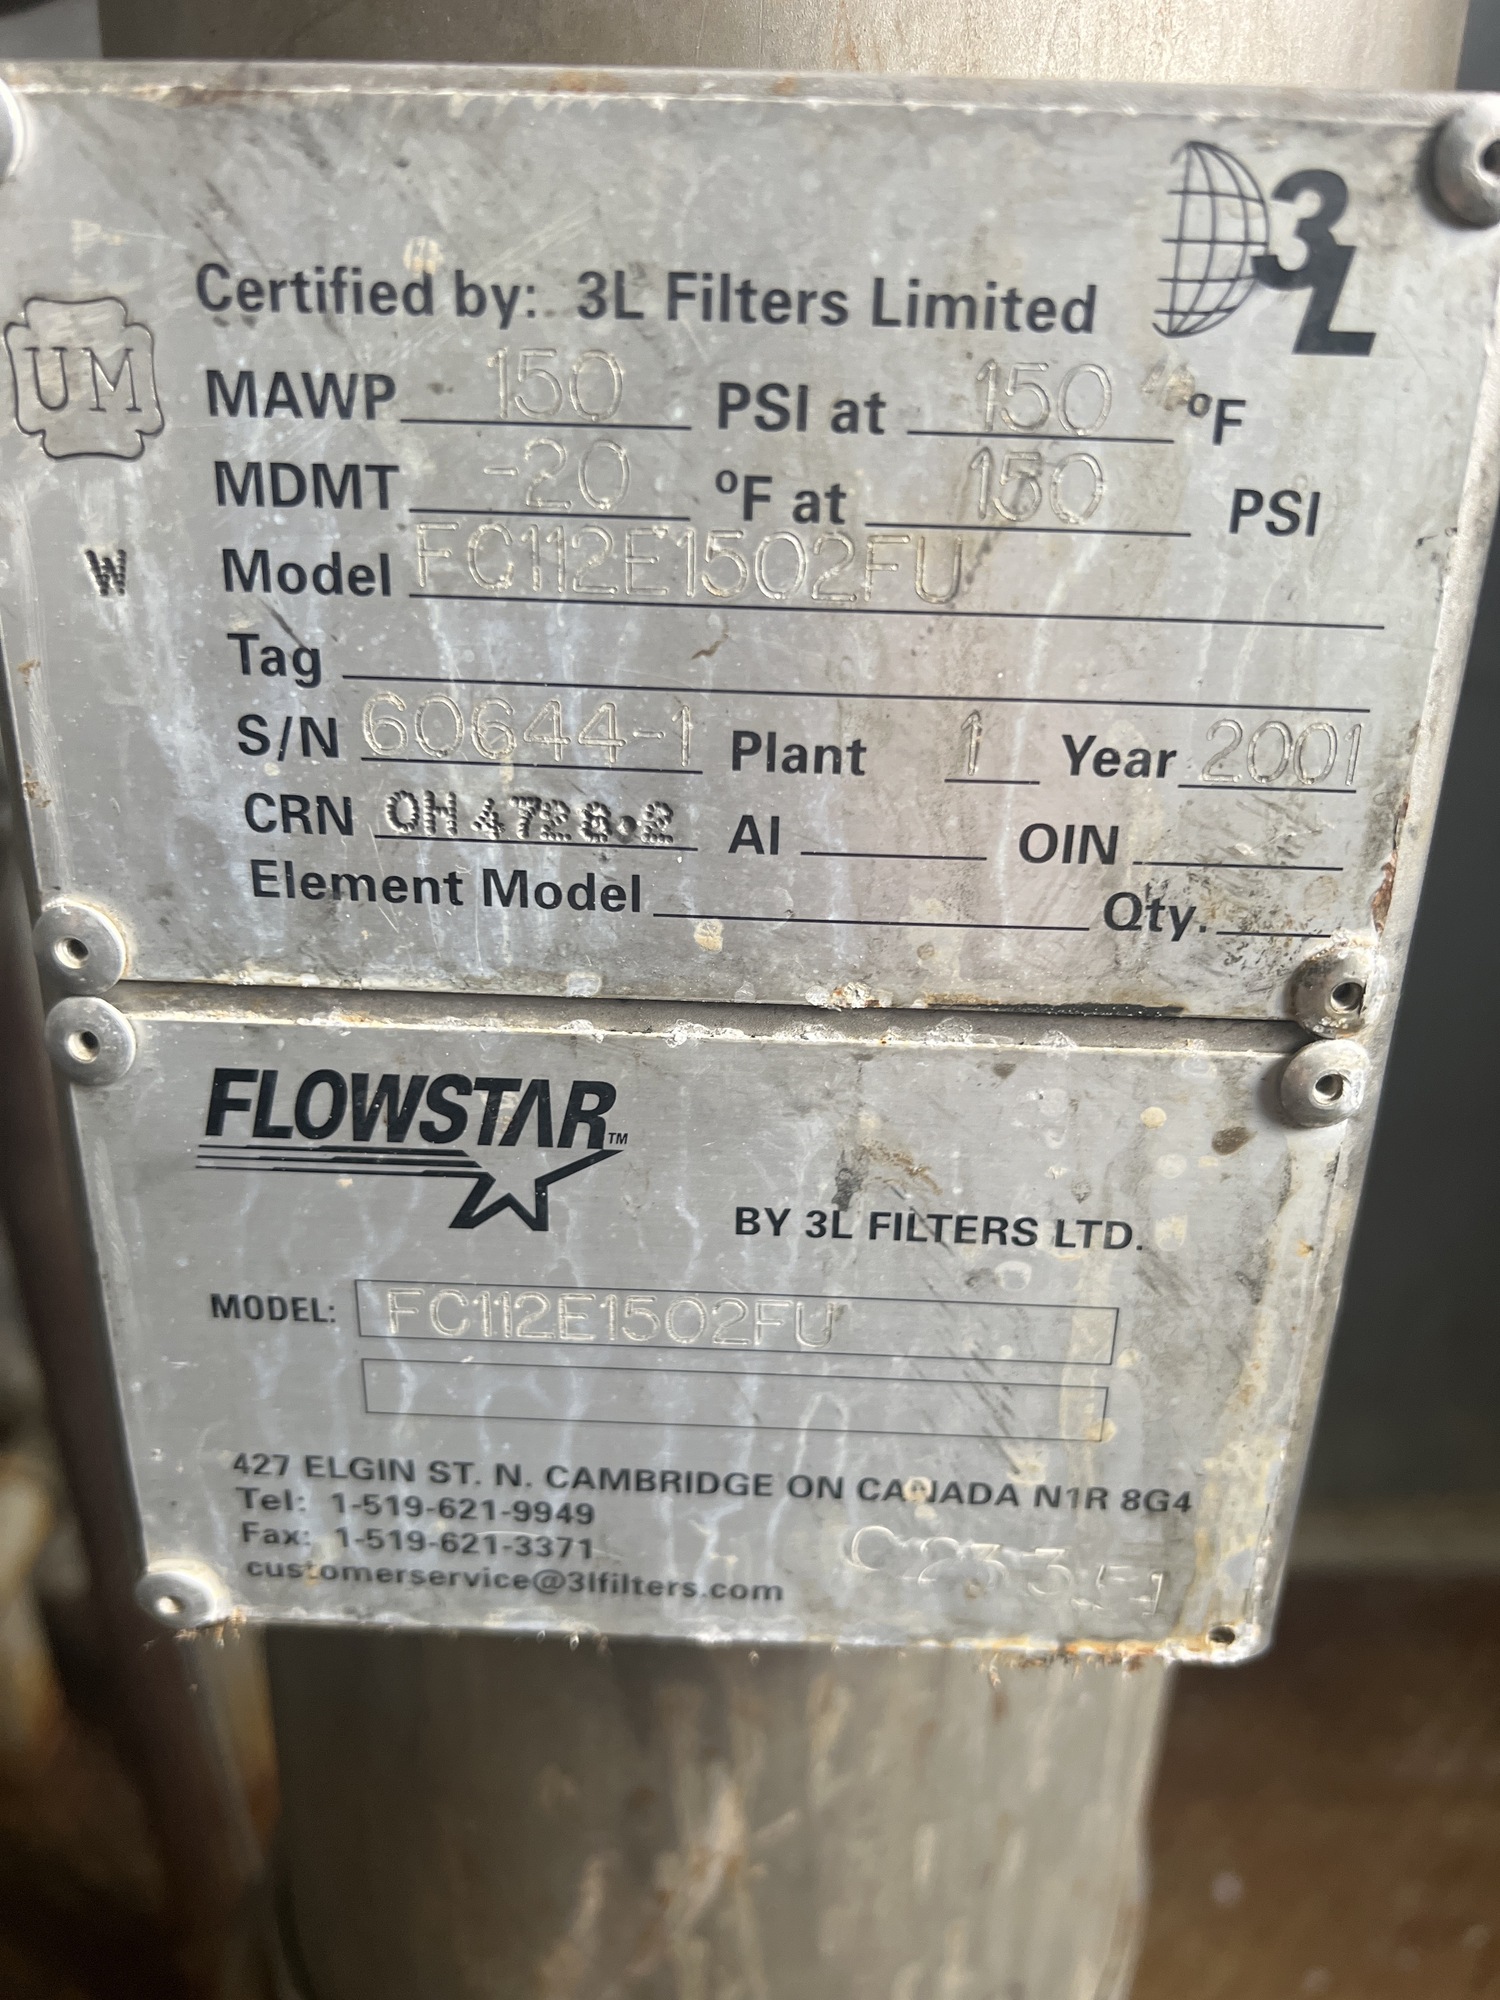 3L
Certified by: 3L Filters Limited
UM
MAWP 150 PSI at 150 °F
MDMT -20 °F at 150 PSI
W
Model FC112E1502FU
Tag
S/N 60644-1 Plant 1 Year 2001
CRN OH4728.2 AI OIN
Element Model Qty.
FLOWSTAR™
BY 3L FILTERS LTD.
MODEL: FC112E1502FU
427 ELGIN ST. N. CAMBRIDGE ON CANADA N1R 8G4
Tel: 1-519-621-9949
Fax: 1-519-621-3371
customerservice@3lfilters.com
C23351